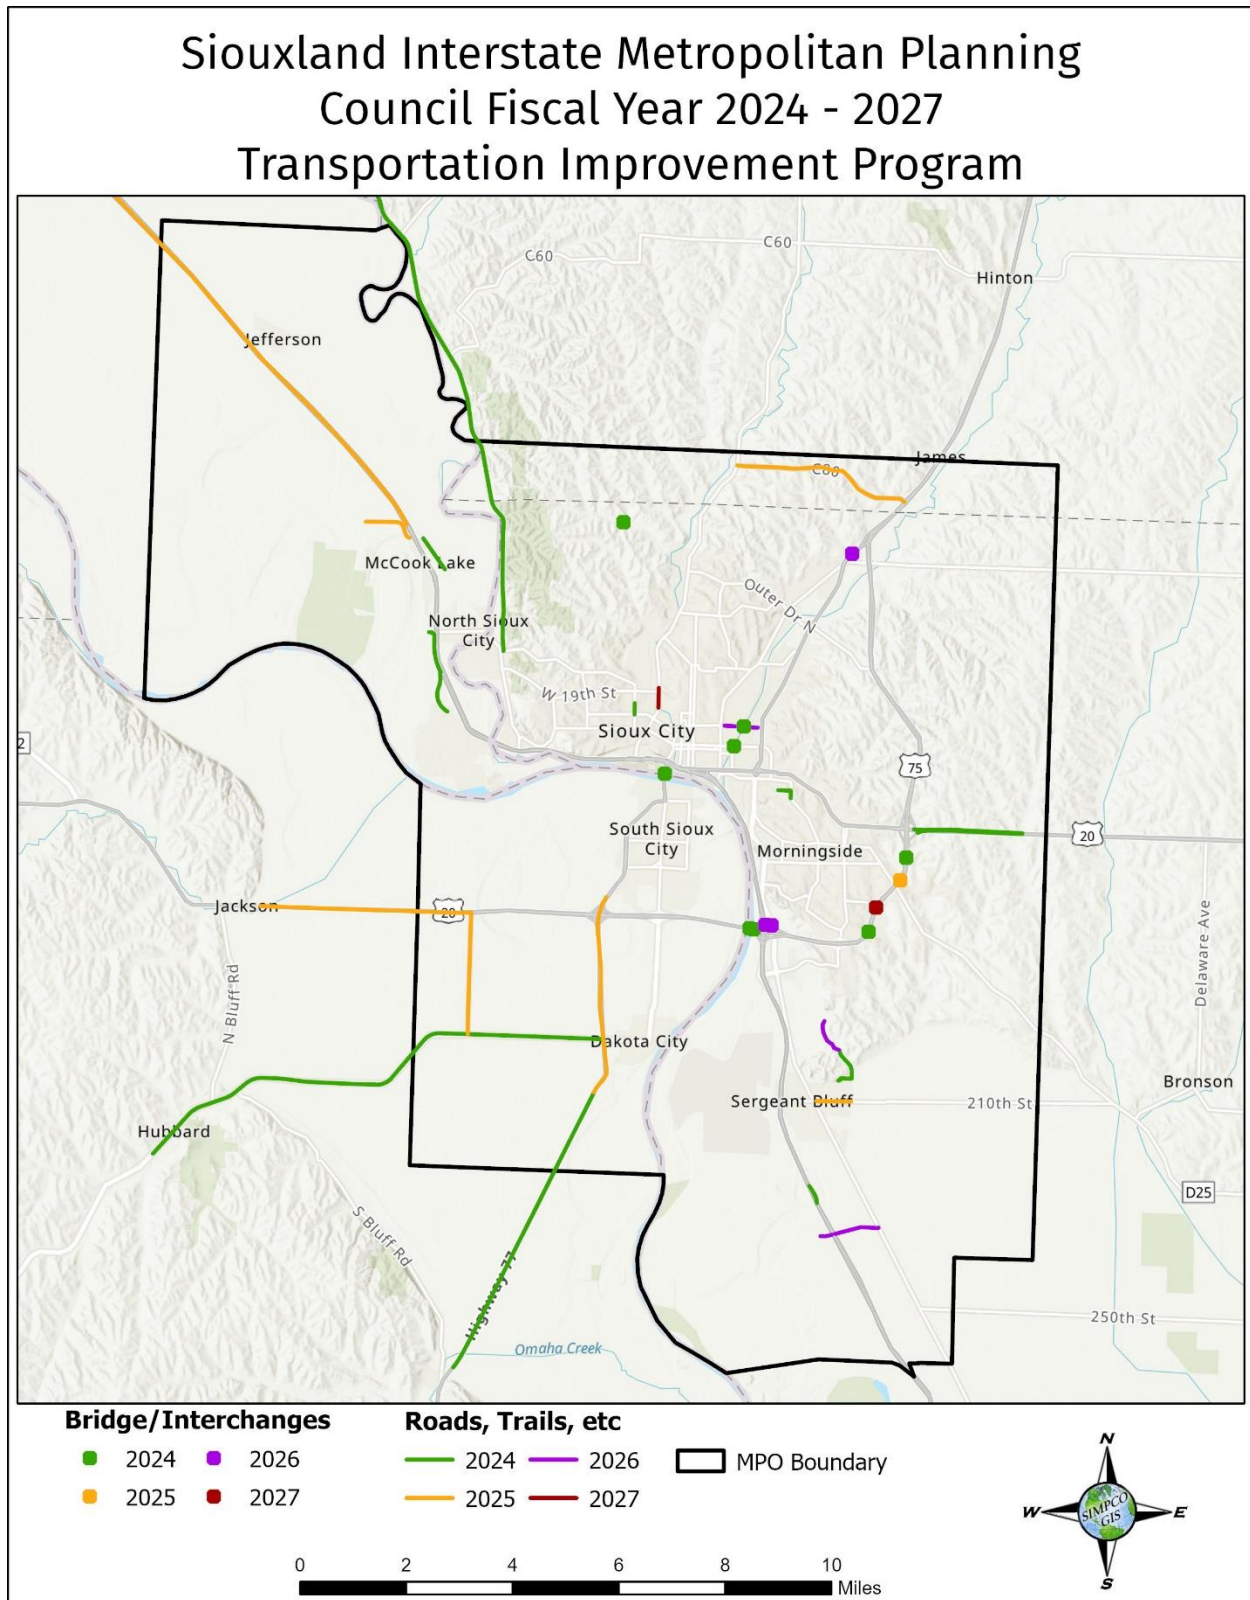 Siouxland Interstate Metropolitan Planning
Council Fiscal Year 2024 - 2027
Transportation Improvement Program
C60
C60
Hinton
Jefferson
James
C80
McCook Lake
Outer Dr N
North Sioux
City
W 19th St
Sioux City
2
75
South Sioux
City
Morningside
20
Jackson
20
Delaware Ave
N Bluff Rd
Dakota City
Bronson
Sergeant Bluff
210th St
Hubbard
D25
S Bluff Rd
Highway 77
250th St
Omaha Creek
Bridge/Interchanges
Roads, Trails, etc
2024
2026
2024
2026
MPO Boundary
2025
2027
2025
2027
N
W
E
S
SIMPCO
GIS
0 2 4 6 8 10
Miles